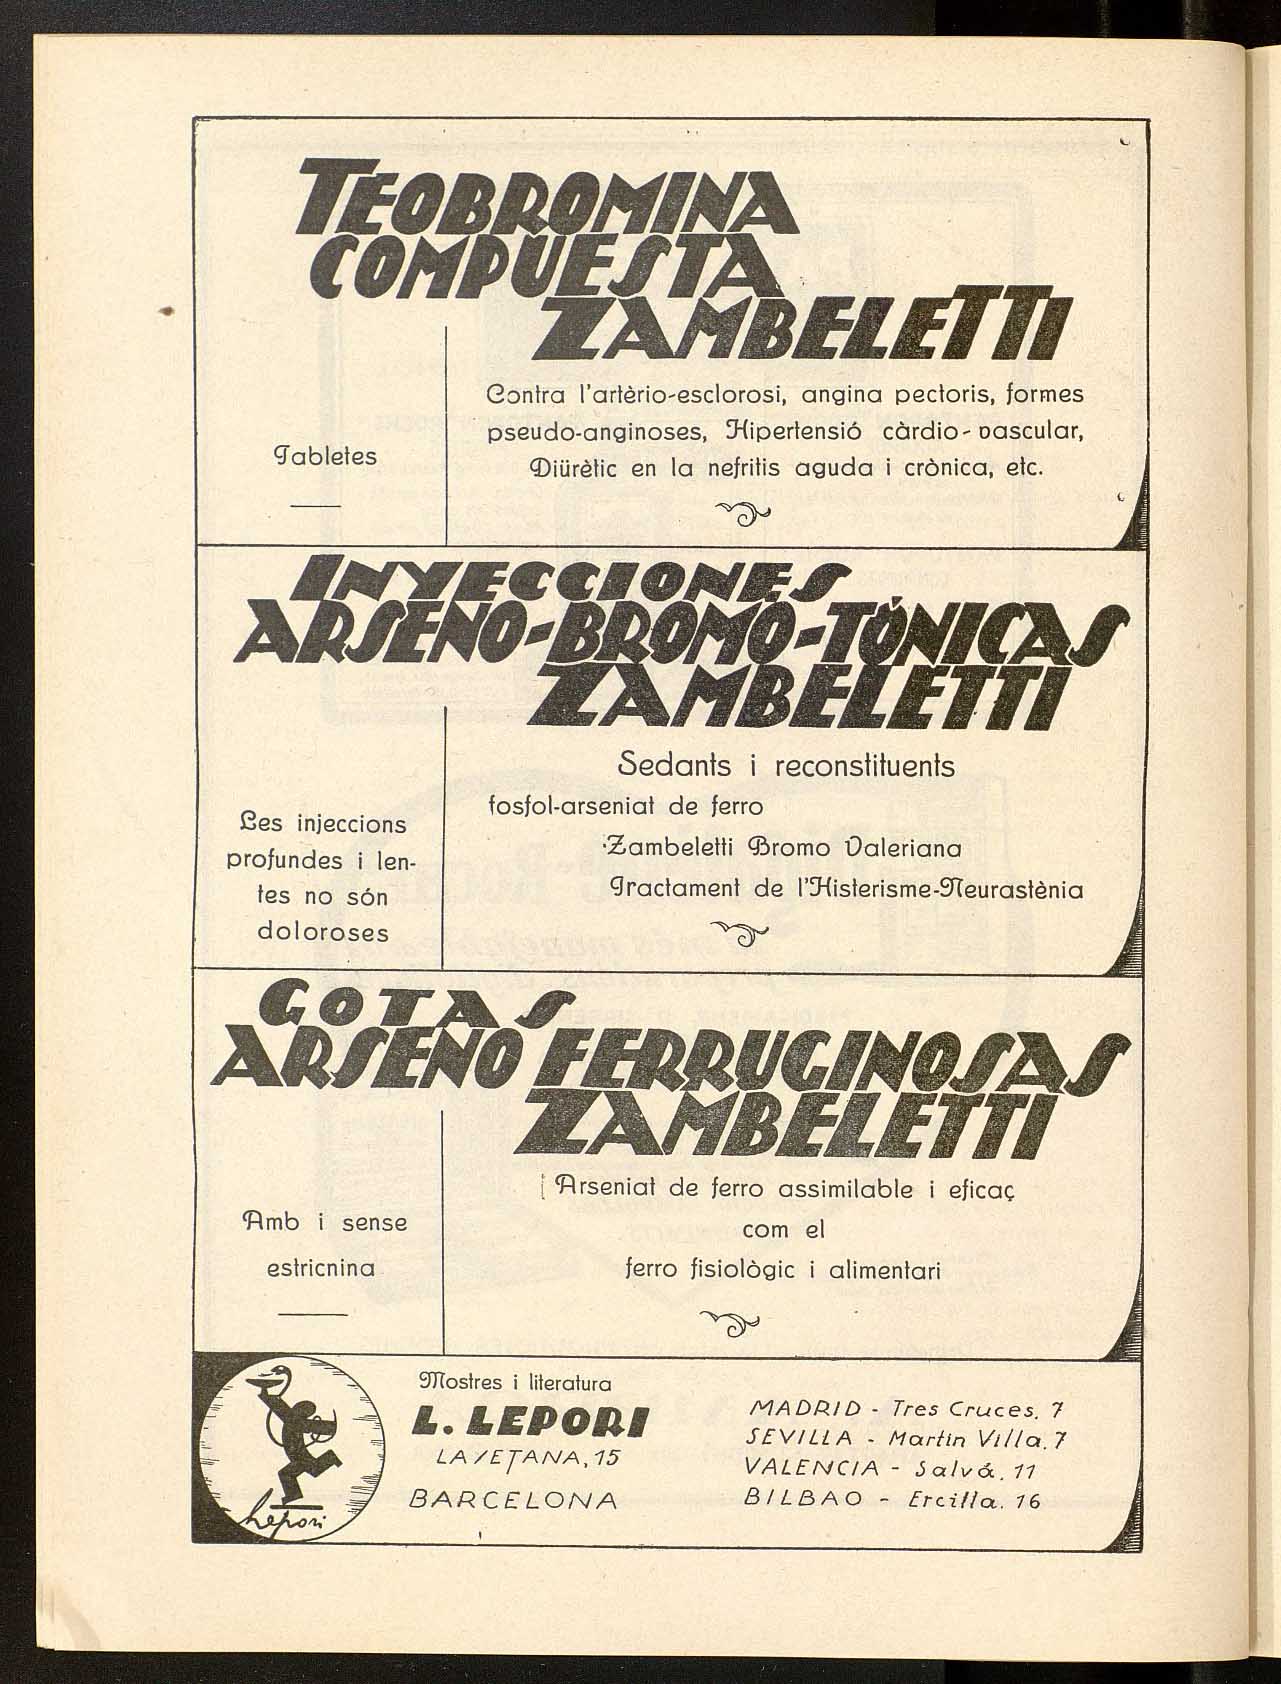 TEOBROMINA
COMPUESTA
ZAMBELETTI
Tabletes
Contra l'artèrio-esclorosi, angina pectoris, formes
pseudo-anginoses, Hipertensió càrdio-vascular,
Diürètic en la nefritis aguda i crònica, etc.
INYECCIONES
ARSENO-BROMO-TÓNICAS
ZAMBELETTI
Les injeccions
profundes i len-
tes no són
doloroses
Sedants i reconstituents
fosfol-arseniat de ferro
Zambeletti Bromo Valeriana
Tractament de l'Histerisme-Neurastènia
GOTAS
ARSENO FERRUGINOSAS
ZAMBELETTI
Amb i sense
estricnina
Arseniat de ferro assimilable i eficaç
com el
ferro fisiològic i alimentari
Lepori
Mostres i literatura
L. LEPORI
LAYETANA, 15
BARCELONA
MADRID - Tres Cruces, 7
SEVILLA - Martin Villa, 7
VALENCIA - Salvá, 11
BILBAO - Ercilla, 16